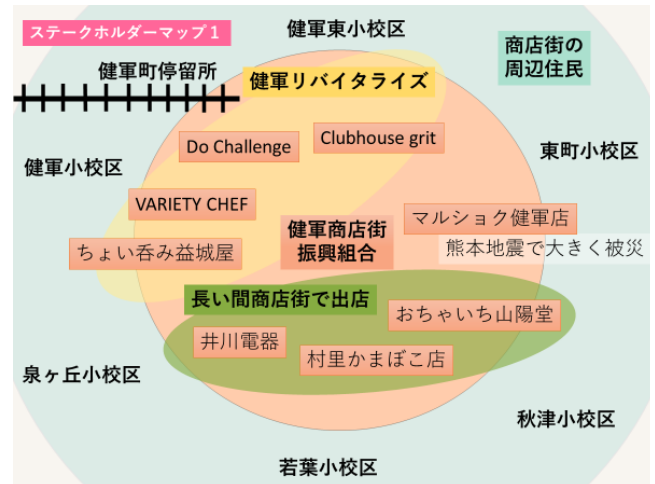 ステークホルダーマップ1
健軍東小校区
商店街の
周辺住民
健軍町停留所
健軍リバイタライズ
Do Challenge
Clubhouse grit
東町小校区
健軍小校区
VARIETY CHEF
マルショク健軍店
健軍商店街
振興組合
ちょい呑み益城屋
熊本地震で大きく被災
長い間商店街で出店
おちゃいち山陽堂
井川電器
村里かまぼこ店
泉ヶ丘小校区
秋津小校区
若葉小校区